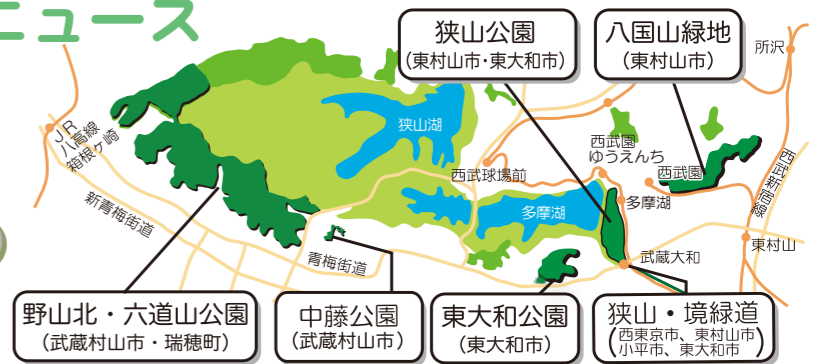 ニュース
狭山公園
(東村山市・東大和市)
八国山緑地
(東村山市)
所沢
JR
八高線
箱根ヶ崎
狭山湖
西武球場前
西武園
ゆうえんち
西武園
西武新宿線
新青梅街道
多摩湖
多摩湖
東村山
青梅街道
武蔵大和
野山北・六道山公園
(武蔵村山市・瑞穂町)
中藤公園
(武蔵村山市)
東大和公園
(東大和市)
狭山・境緑道
(西東京市、東村山市
小平市、東大和市)